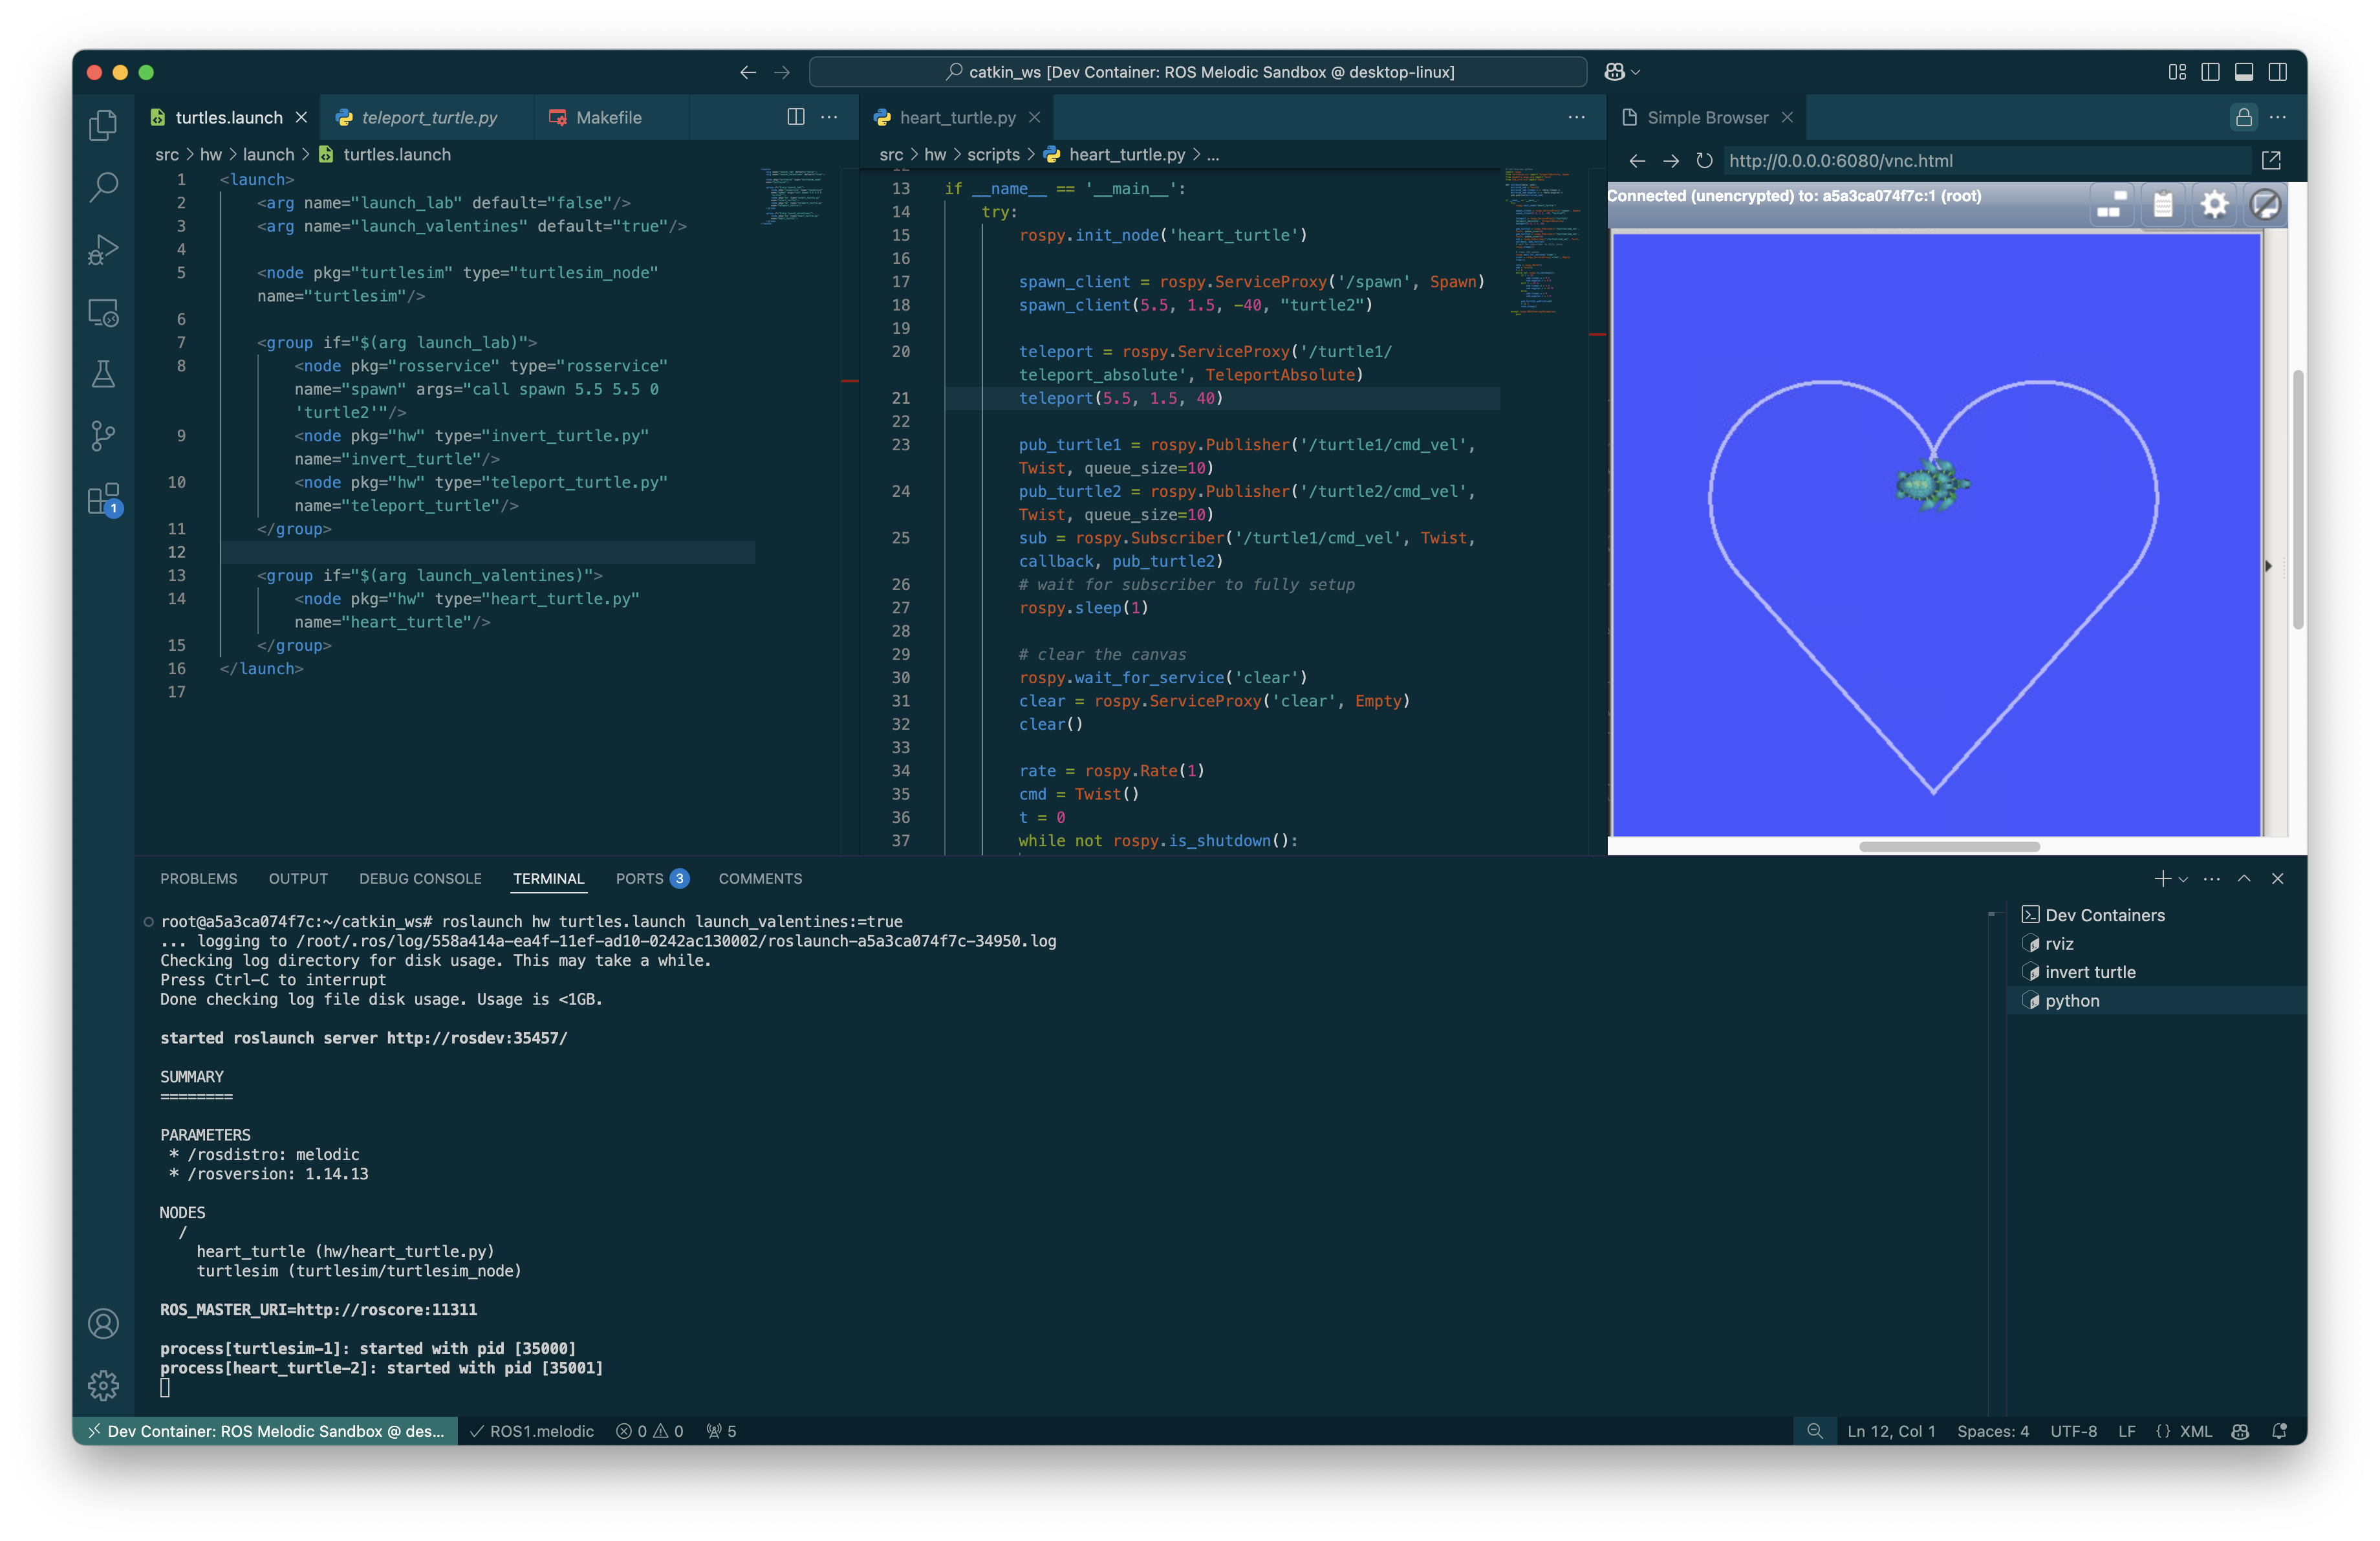 catkin_ws [Dev Container: ROS Melodic Sandbox @ desktop-linux]
turtles.launch
teleport_turtle.py
Makefile
src > hw > launch > turtles.launch
1 <launch>
2 <arg name="launch_lab" default="false"/>
3 <arg name="launch_valentines" default="true"/>
4
5 <node pkg="turtlesim" type="turtlesim_node"
name="turtlesim"/>
6
7 <group if="$(arg launch_lab)">
8 <node pkg="rosservice" type="rosservice"
name="spawn" args="call spawn 5.5 5.5 0
'turtle2'"/>
9 <node pkg="hw" type="invert_turtle.py"
name="invert_turtle"/>
10 <node pkg="hw" type="teleport_turtle.py"
name="teleport_turtle"/>
11 </group>
12
13 <group if="$(arg launch_valentines)">
14 <node pkg="hw" type="heart_turtle.py"
name="heart_turtle"/>
15 </group>
16 </launch>
17
heart_turtle.py
src > hw > scripts > heart_turtle.py > ...
13 if __name__ == '__main__':
14 try:
15 rospy.init_node('heart_turtle')
16
17 spawn_client = rospy.ServiceProxy('/spawn', Spawn)
18 spawn_client(5.5, 1.5, -40, "turtle2")
19
20 teleport = rospy.ServiceProxy('/turtle1/
teleport_absolute', TeleportAbsolute)
21 teleport(5.5, 1.5, 40)
22
23 pub_turtle1 = rospy.Publisher('/turtle1/cmd_vel',
Twist, queue_size=10)
24 pub_turtle2 = rospy.Publisher('/turtle2/cmd_vel',
Twist, queue_size=10)
25 sub = rospy.Subscriber('/turtle1/cmd_vel', Twist,
callback, pub_turtle2)
26 # wait for subscriber to fully setup
27 rospy.sleep(1)
28
29 # clear the canvas
30 rospy.wait_for_service('clear')
31 clear = rospy.ServiceProxy('clear', Empty)
32 clear()
33
34 rate = rospy.Rate(1)
35 cmd = Twist()
36 t = 0
37 while not rospy.is_shutdown():
Simple Browser
http://0.0.0.0:6080/vnc.html
Connected (unencrypted) to: a5a3ca074f7c:1 (root)
1
PROBLEMS OUTPUT DEBUG CONSOLE TERMINAL PORTS 3 COMMENTS
root@a5a3ca074f7c:~/catkin_ws# roslaunch hw turtles.launch launch_valentines:=true
... logging to /root/.ros/log/558a414a-ea4f-11ef-ad10-0242ac130002/roslaunch-a5a3ca074f7c-34950.log
Checking log directory for disk usage. This may take a while.
Press Ctrl-C to interrupt
Done checking log file disk usage. Usage is <1GB.
started roslaunch server http://rosdev:35457/
SUMMARY
========
PARAMETERS
* /rosdistro: melodic
* /rosversion: 1.14.13
NODES
/
heart_turtle (hw/heart_turtle.py)
turtlesim (turtlesim/turtlesim_node)
ROS_MASTER_URI=http://roscore:11311
process[turtlesim-1]: started with pid [35000]
process[heart_turtle-2]: started with pid [35001]
Dev Containers
rviz
invert turtle
python
Dev Container: ROS Melodic Sandbox @ des... ROS1.melodic 0 0 5 Ln 12, Col 1 Spaces: 4 UTF-8 LF {} XML